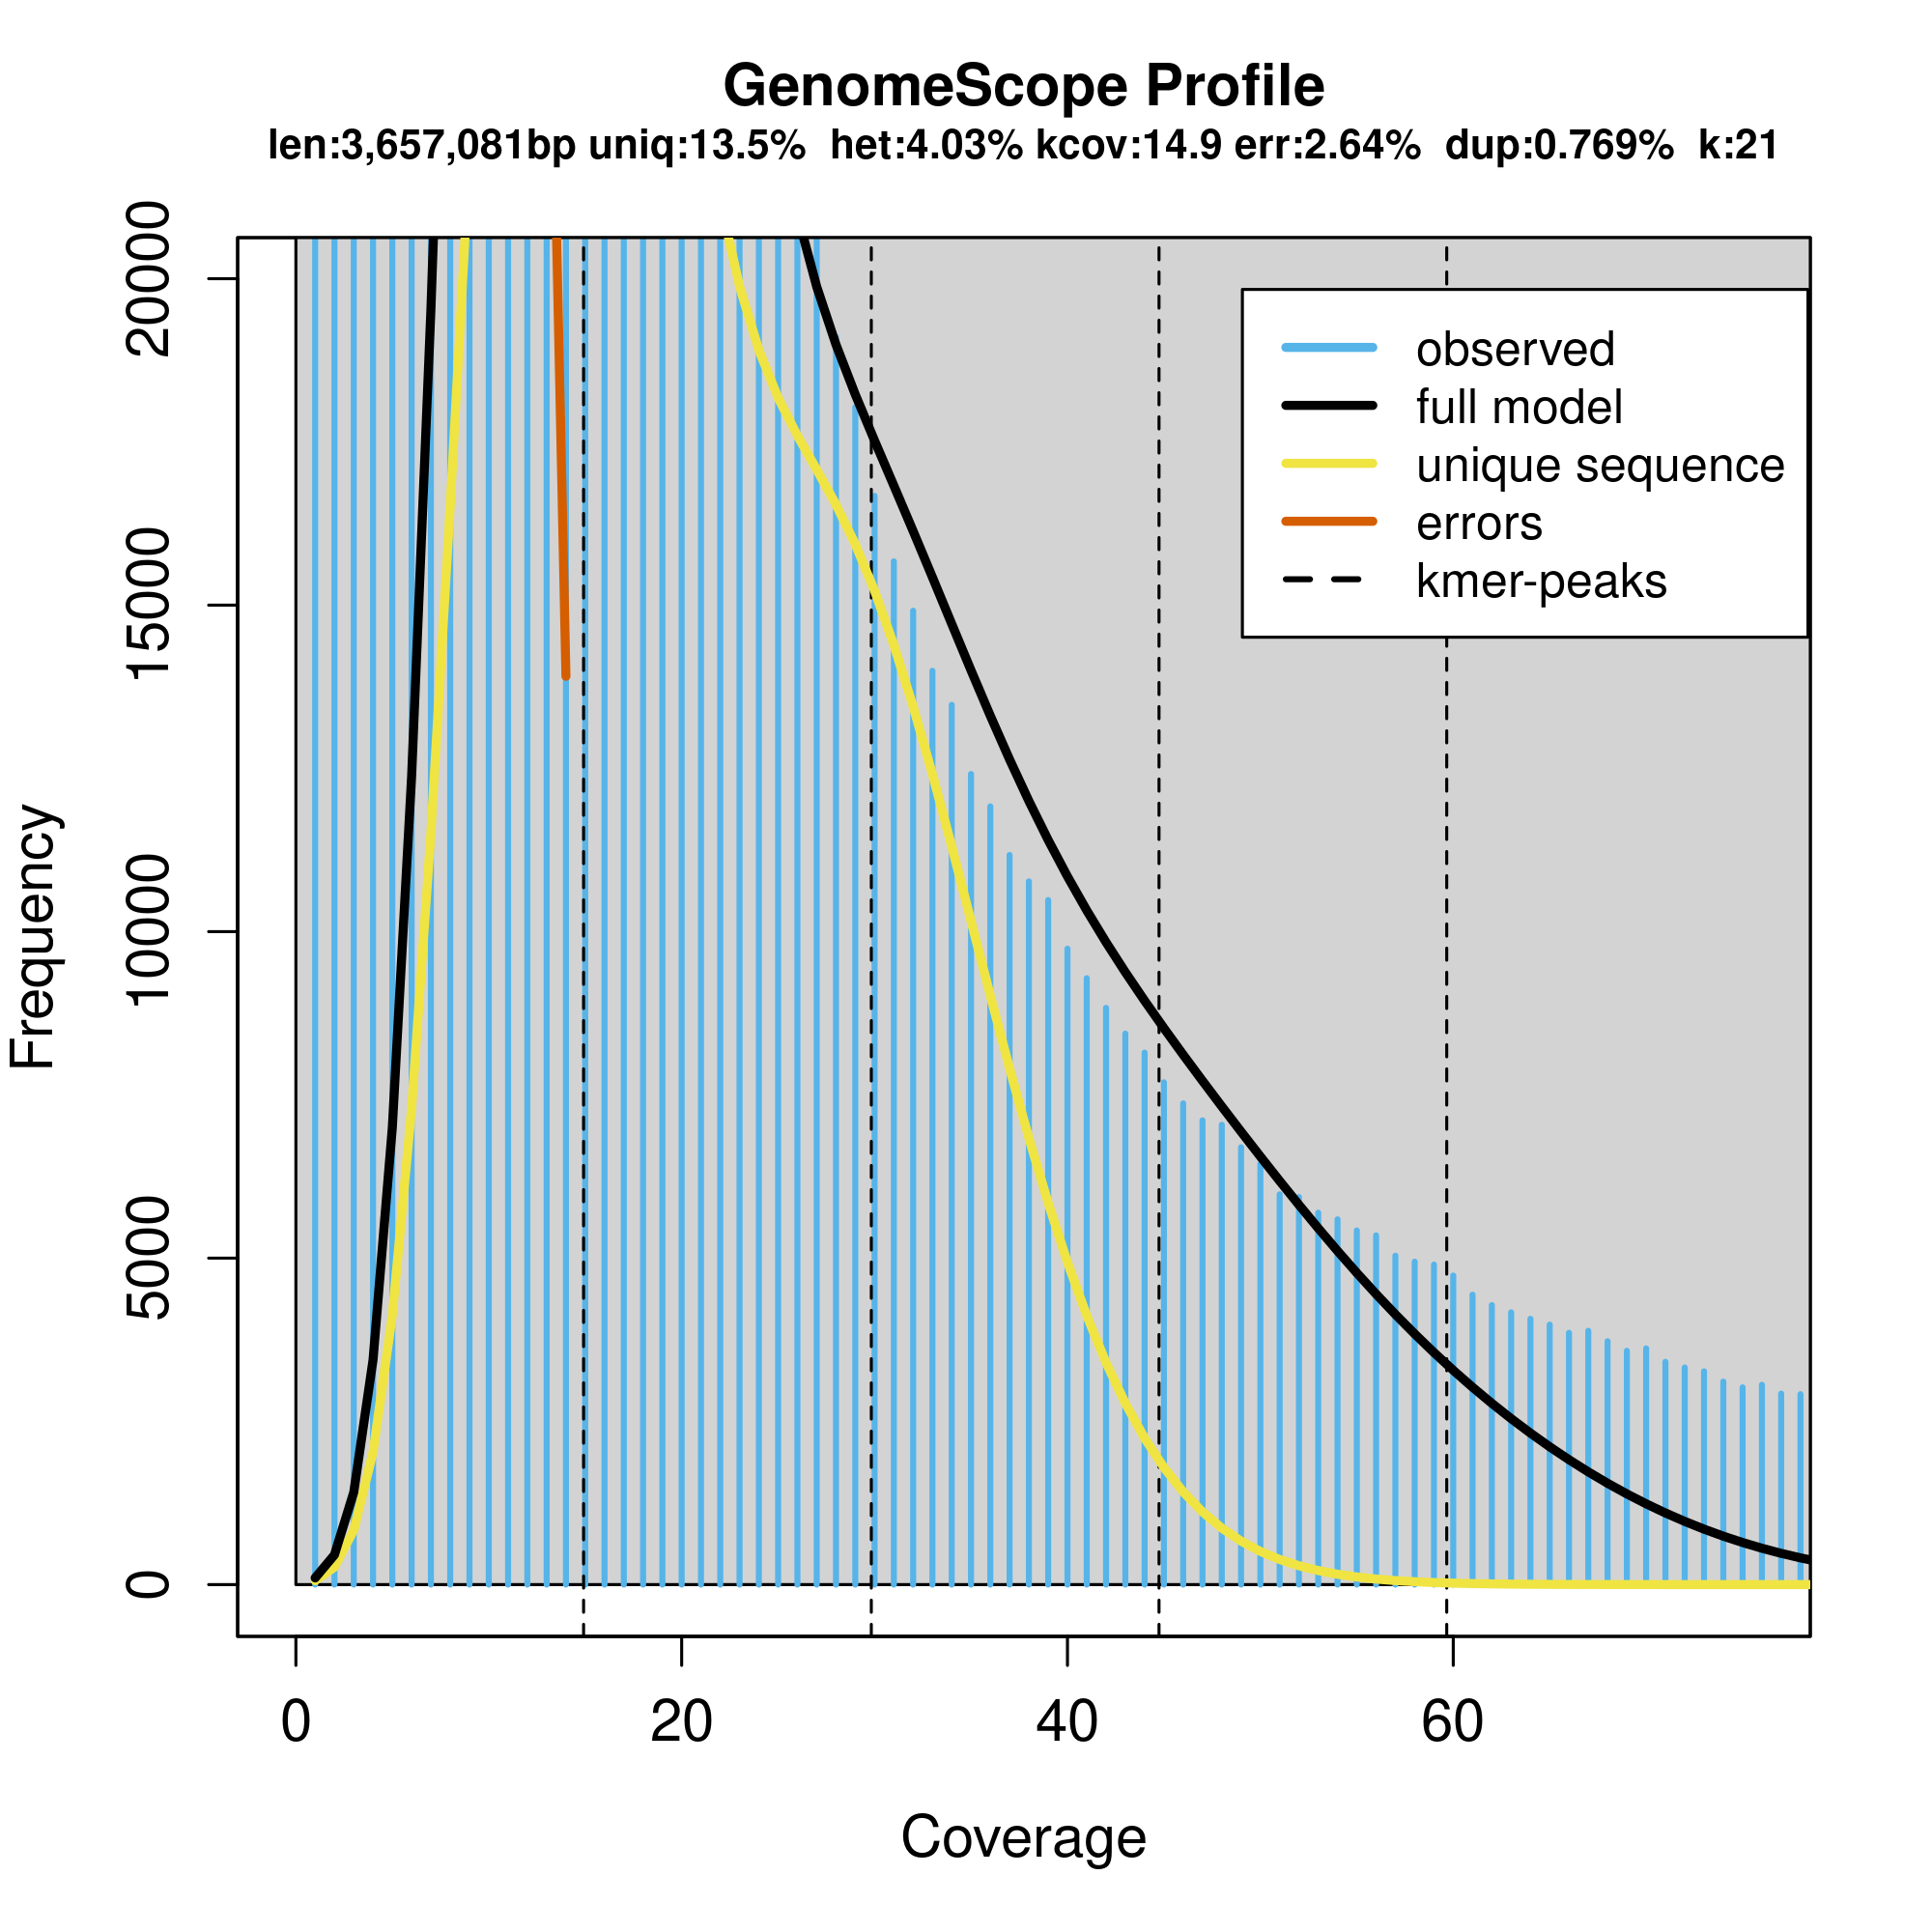 GenomeScope Profile
len:3,657,081bp uniq:13.5% het:4.03% kcov:14.9 err:2.64% dup:0.769% k:21
20000
15000
10000
5000
0
Frequency
observed
full model
unique sequence
errors
kmer-peaks
0 20 40 60
Coverage